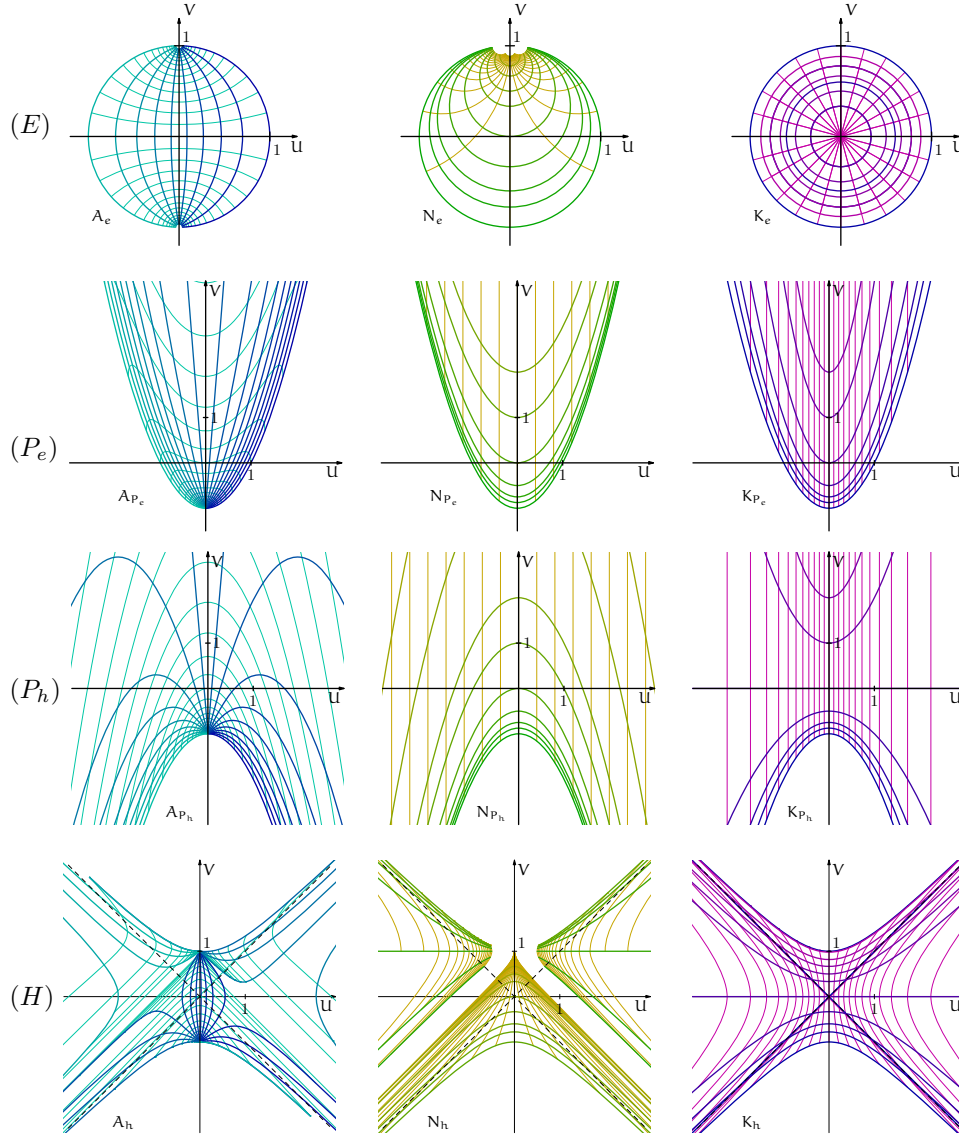 V V V
1 1 1
(E) u 1 u 1 u
A_e N_e K_e
V V V
1 1 1
(P_e) 1 u 1 u 1 u
A_{P_e} N_{P_e} K_{P_e}
V V V
1 1 1
(P_h) 1 u 1 u 1 u
A_{P_h} N_{P_h} K_{P_h}
V V V
1 1 1
(H) 1 u 1 u 1 u
A_h N_h K_h